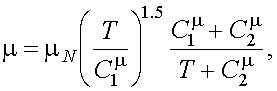 μ = μ_N (T / C_1^μ)^{1.5} (C_1^μ + C_2^μ) / (T + C_2^μ),